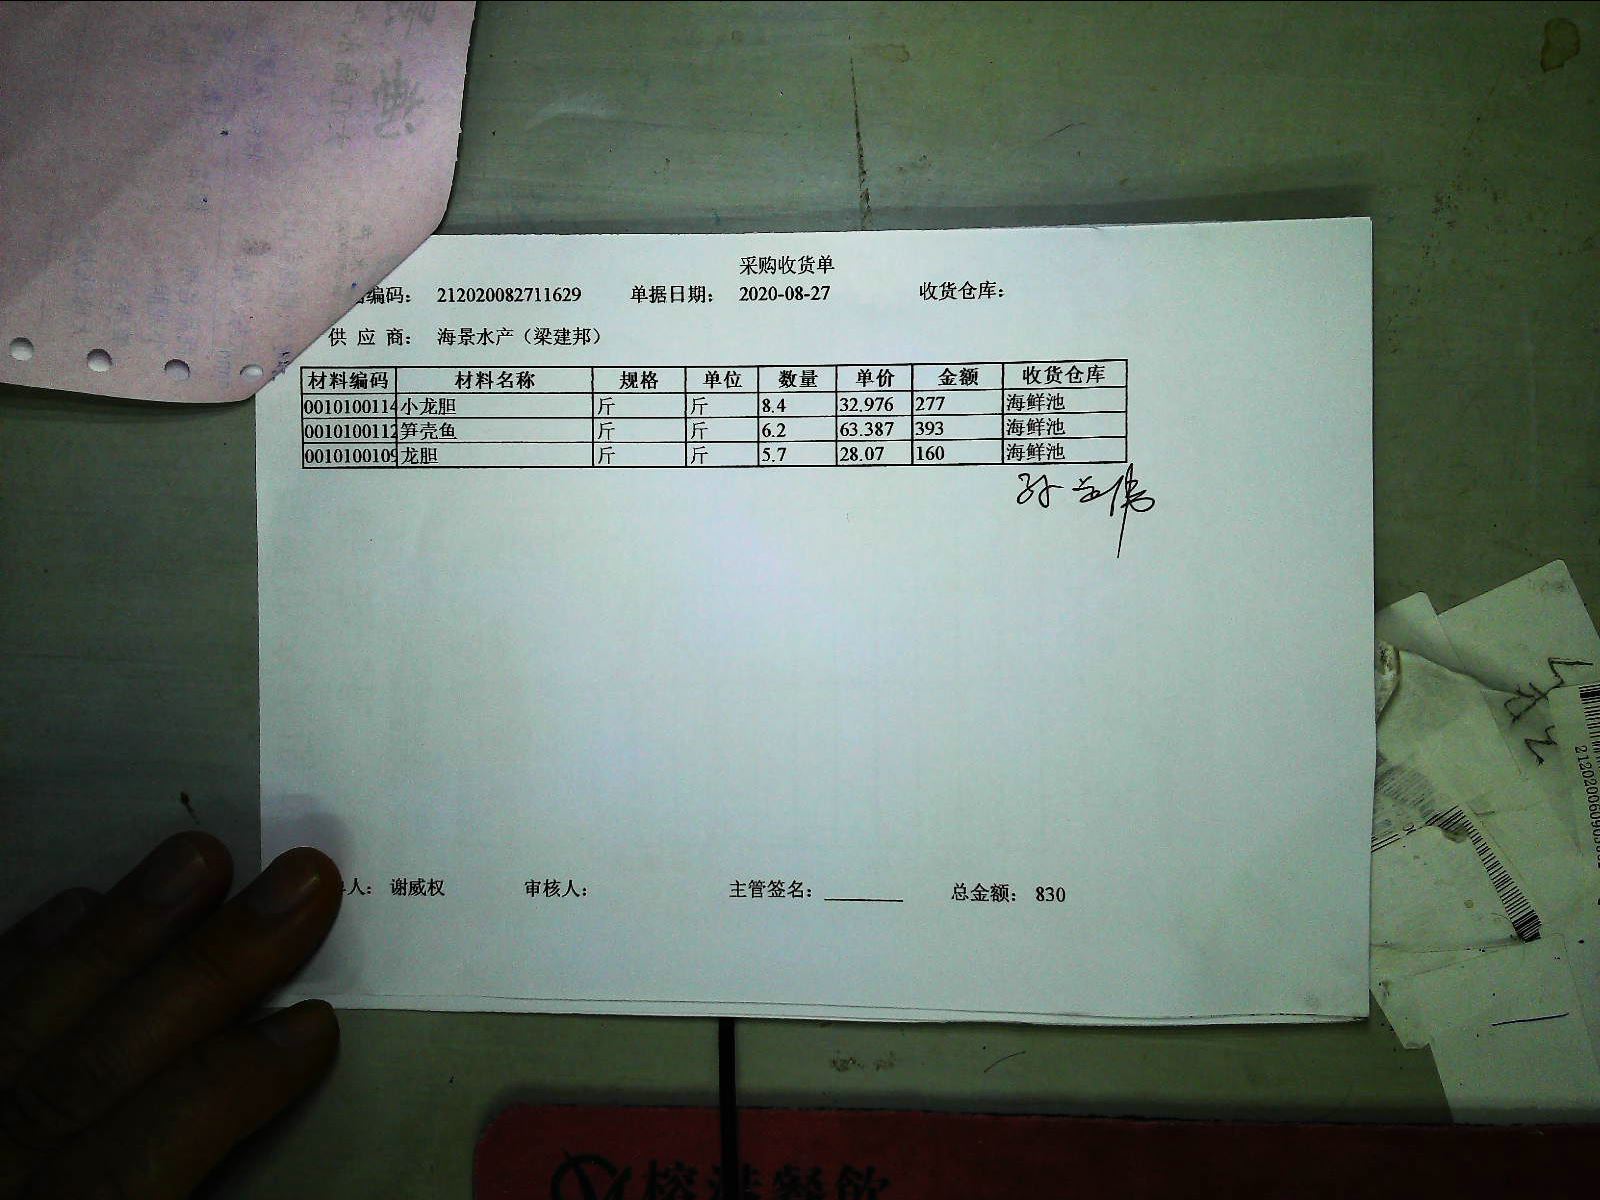 采购收货单
编码： 212020082711629 单据日期： 2020-08-27 收货仓库：
供 应 商： 海景水产（梁建邦）
材料编码 材料名称 规格 单位 数量 单价 金额 收货仓库
0010100114 小龙胆 斤 斤 8.4 32.976 277 海鲜池
0010100112 笋壳鱼 斤 斤 6.2 63.387 393 海鲜池
0010100109 龙胆 斤 斤 5.7 28.07 160 海鲜池
人： 谢威权 审核人： 主管签名： 总金额： 830